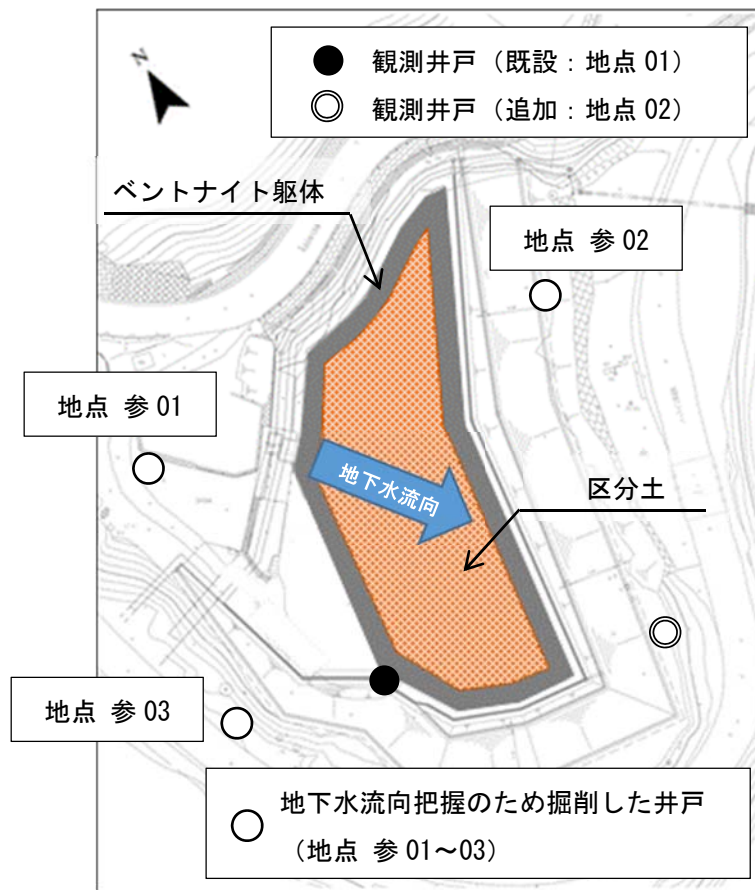 N
観測井戸(既設:地点 01)
観測井戸(追加:地点 02)
ベントナイト躯体
地点 参 02
地点 参 01
地下水流向
区分土
地点 参 03
地下水流向把握のため掘削した井戸
(地点 参 01~03)